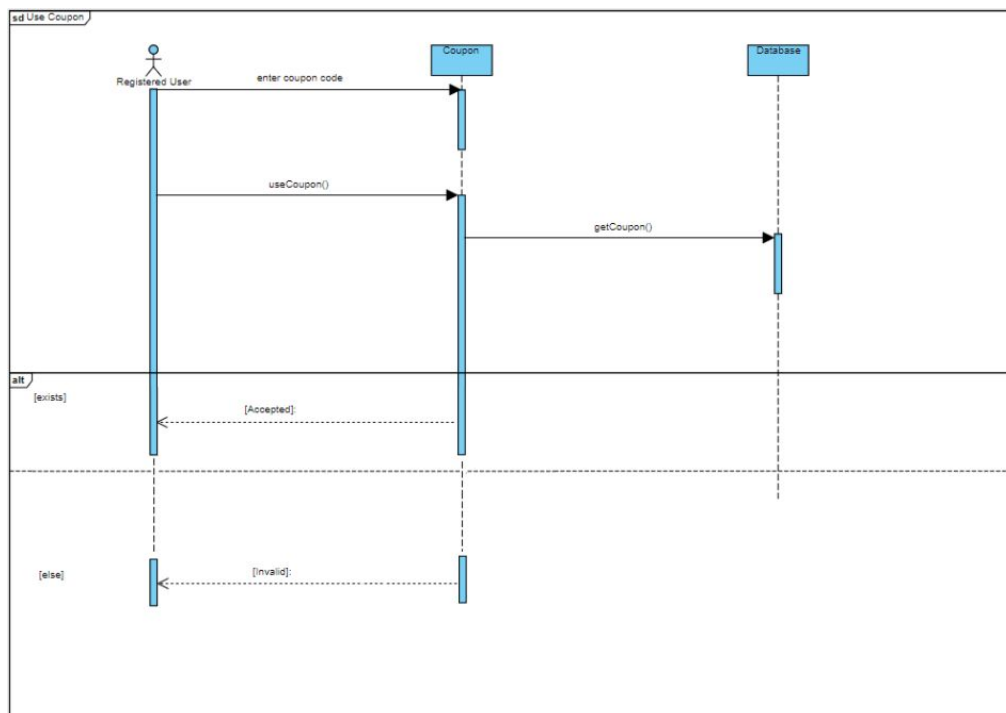 sd Use Coupon
Coupon
Database
Registered User
enter coupon code
useCoupon()
getCoupon()
alt
[exists]
[Accepted]:
[else]
[Invalid]: